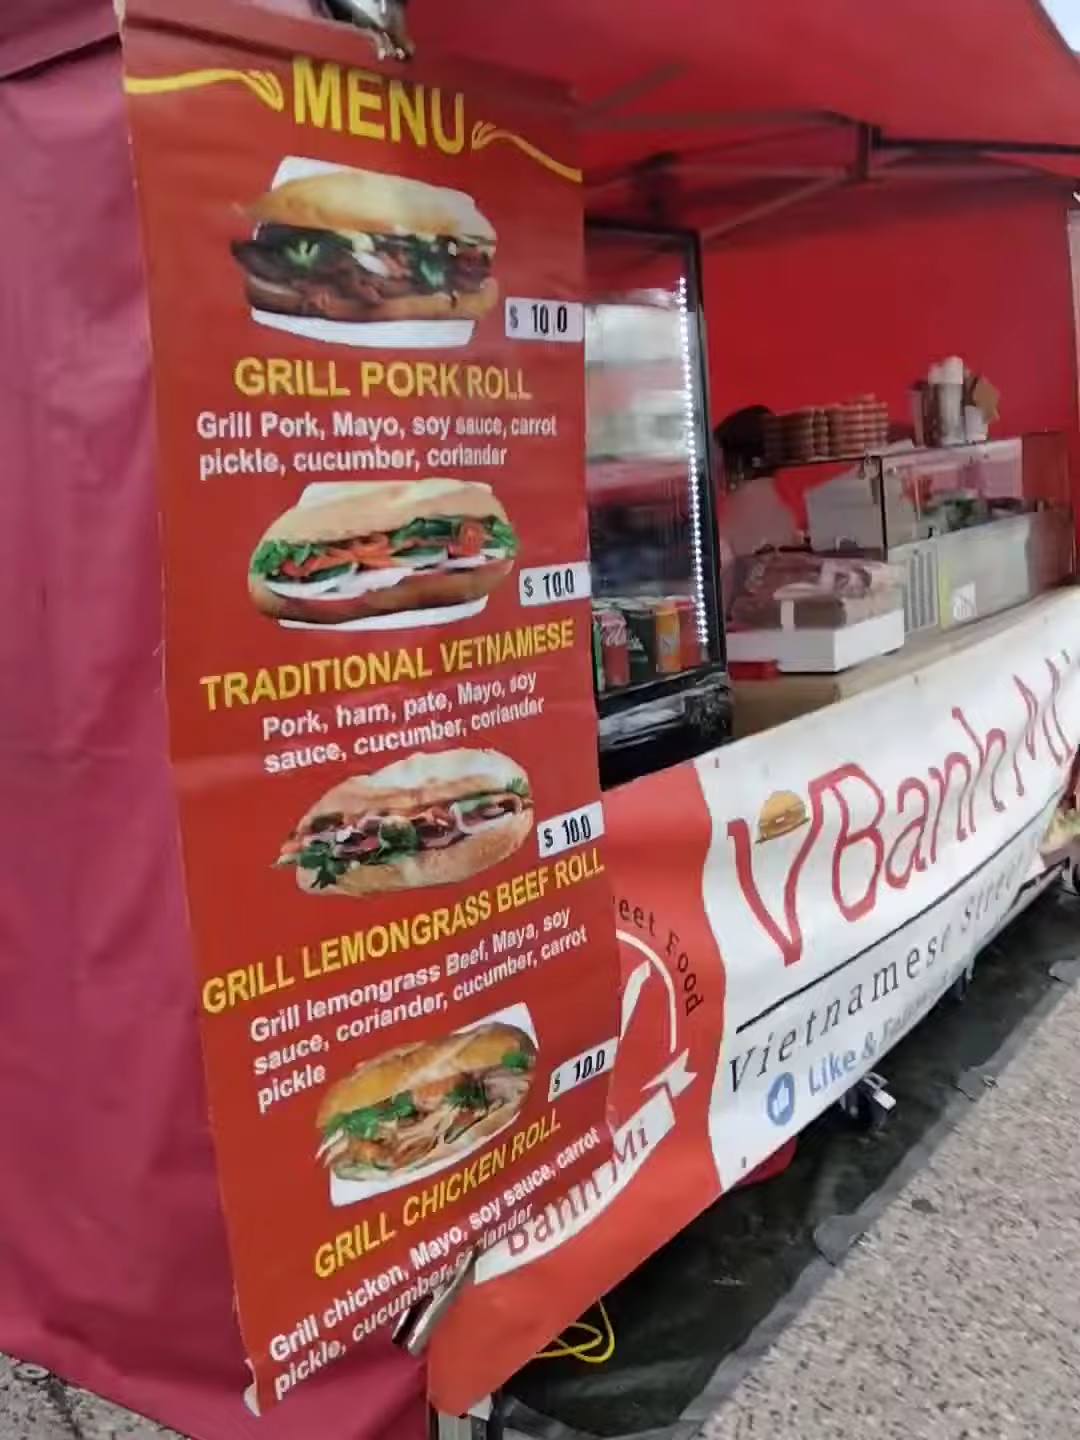 MENU
$ 10.0
GRILL PORK ROLL
Grill Pork, Mayo, soy sauce, carrot
pickle, cucumber, coriander
$ 10.0
TRADITIONAL VETNAMESE
Pork, ham, pate, Mayo, soy
sauce, cucumber, coriander
$ 10.0
GRILL LEMONGRASS BEEF ROLL
Grill lemongrass Beef, Maya, soy
sauce, coriander, cucumber, carrot
pickle
$ 10.0
GRILL CHICKEN ROLL
Grill chicken, Mayo, soy sauce, carrot
pickle, cucumber, coriander
eet Food
Banh Mi
VBanh Mi
Vietnamese Street
Like &